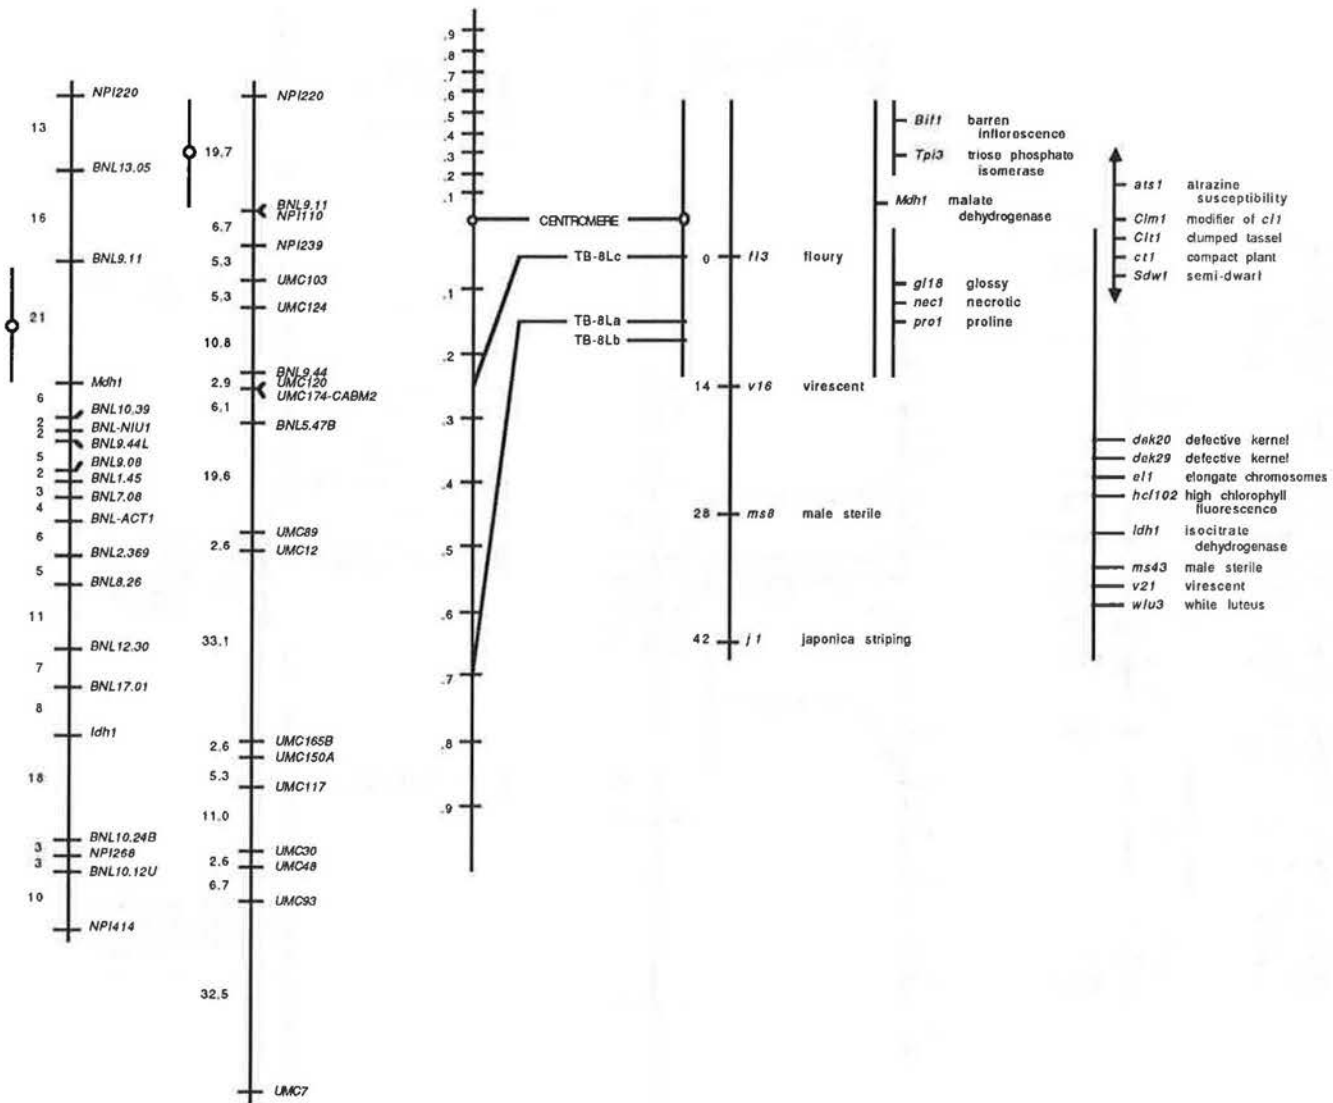 NPI220
13
BNL13.05
16
BNL9.11
21
Mdh1
6
BNL10.39
2
BNL-NIU1
2
BNL9.44L
5
BNL9.08
2
BNL1.45
3
BNL7.08
4
BNL-ACT1
6
BNL2.369
5
BNL8.26
11
BNL12.30
7
BNL17.01
8
Idh1
18
BNL10.24B
3
NPI268
3
BNL10.12U
10
NPI414
NPI220
19.7
BNL9.11
NPI110
6.7
NPI239
5.3
UMC103
5.3
UMC124
10.8
BNL9.44
2.9
UMC120
UMC174-CABM2
6.1
BNL5.47B
19.6
UMC89
2.6
UMC12
33.1
UMC165B
2.6
UMC150A
5.3
UMC117
11.0
UMC30
2.6
UMC48
6.7
UMC93
32.5
UMC7
.9
.8
.7
.6
.5
.4
.3
.2
.1
CENTROMERE
TB-8Lc
.1
TB-8La
TB-8Lb
.2
.3
.4
.5
.6
.7
.8
.9
0 fl3 floury
14 v16 virescent
28 ms8 male sterile
42 j1 japonica striping
Bif1 barren
inflorescence
Tpi3 triose phosphate
isomerase
Mdh1 malate
dehydrogenase
gl18 glossy
nec1 necrotic
pro1 proline
ats1 atrazine
susceptibility
Clm1 modifier of cl1
Clt1 clumped tassel
ct1 compact plant
Sdw1 semi-dwarf
dek20 defective kernel
dek29 defective kernel
el1 elongate chromosomes
hcf102 high chlorophyll
fluorescence
Idh1 isocitrate
dehydrogenase
ms43 male sterile
v21 virescent
wlu3 white luteus